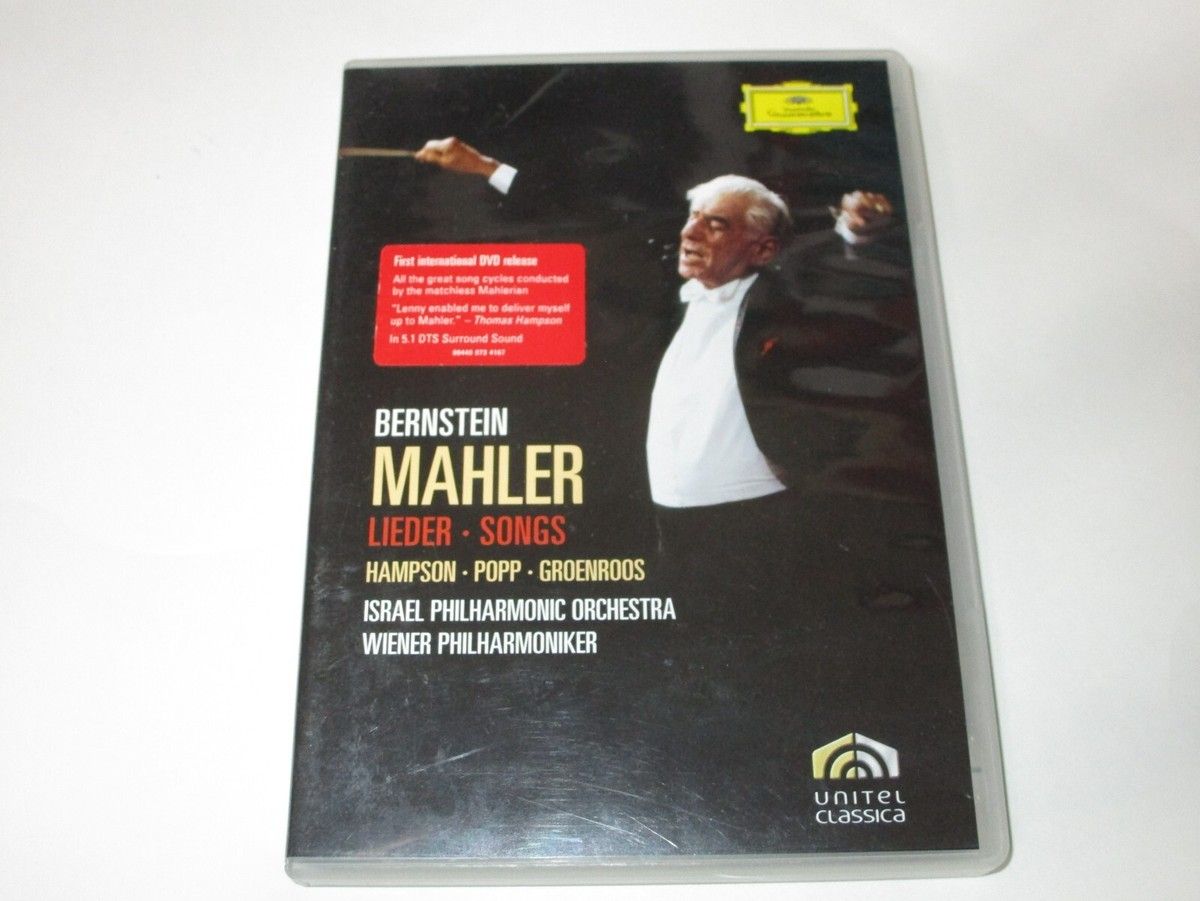 Deutsche
Grammophon
First international DVD release
All the great song cycles conducted
by the matchless Mahlerian
"Lenny enabled me to deliver myself
up to Mahler." – Thomas Hampson
In 5.1 DTS Surround Sound
BERNSTEIN
MAHLER
LIEDER · SONGS
HAMPSON · POPP · GROENROOS
ISRAEL PHILHARMONIC ORCHESTRA
WIENER PHILHARMONIKER
UNITEL
CLASSICA